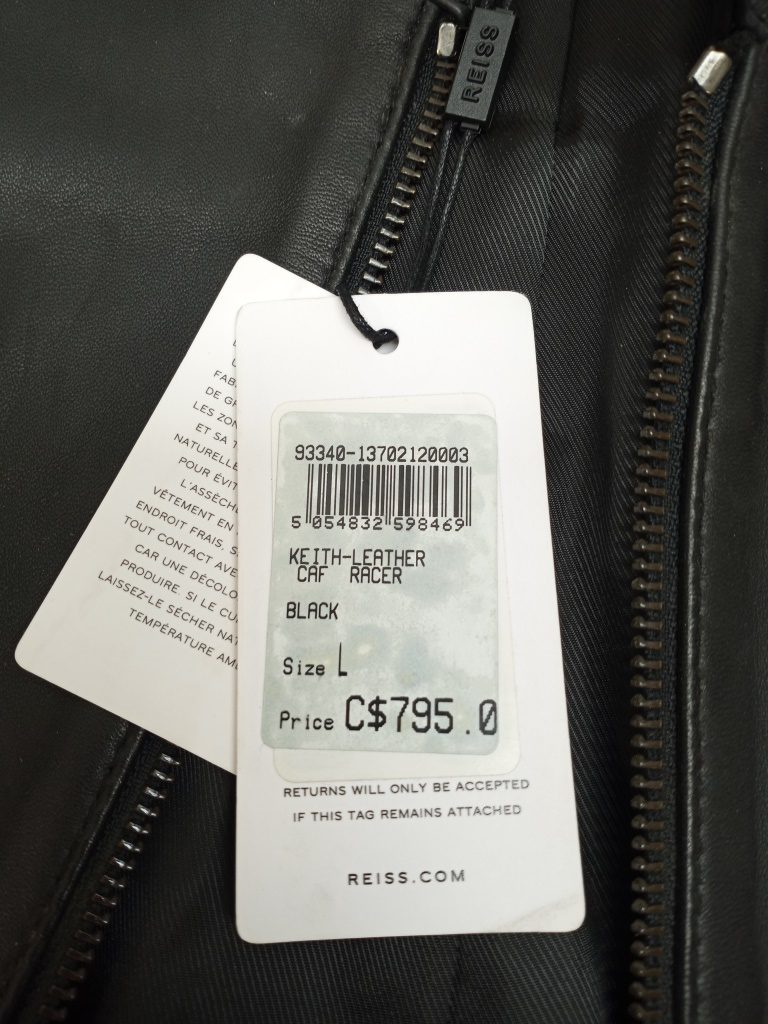 REISS
FAB
DE
LES ZON
ET SA
NATURELLE
POUR ÉVIT
L'ASSÈCH
VÊTEMENT EN
ENDROIT FRAIS, S
TOUT CONTACT AVE
CAR UNE DÉCOLO
PRODUIRE. SI LE CU
LAISSEZ-LE SÉCHER NAT
TEMPÉRATURE AM
93340-13702120003
5 054832 598469
KEITH-LEATHER
CAF RACER
BLACK
Size L
Price C$795.0
RETURNS WILL ONLY BE ACCEPTED
IF THIS TAG REMAINS ATTACHED
REISS.COM